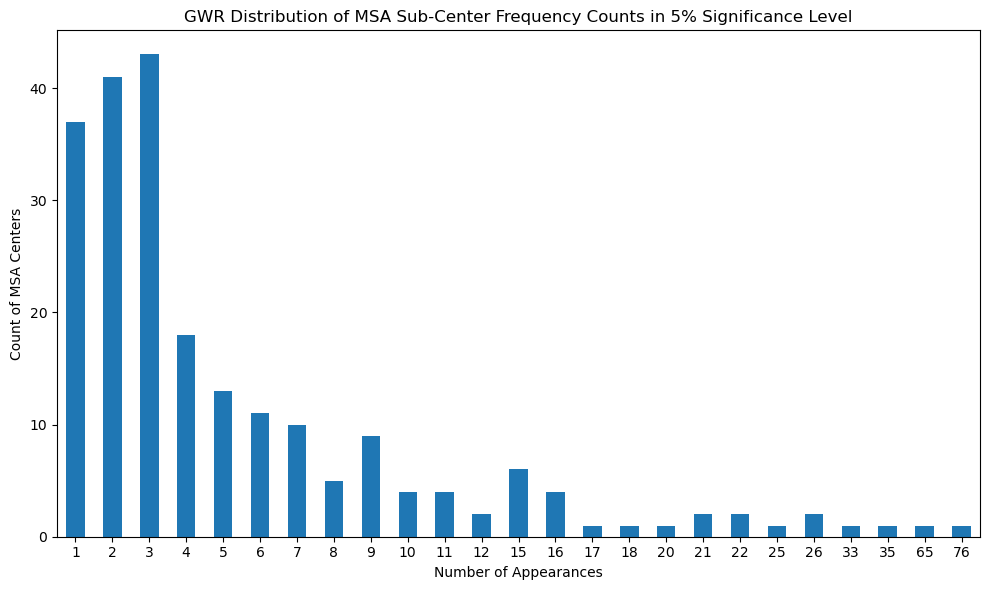 GWR Distribution of MSA Sub-Center Frequency Counts in 5% Significance Level
Count of MSA Centers
40
30
20
10
0
1 2 3 4 5 6 7 8 9 10 11 12 15 16 17 18 20 21 22 25 26 33 35 65 76
Number of Appearances